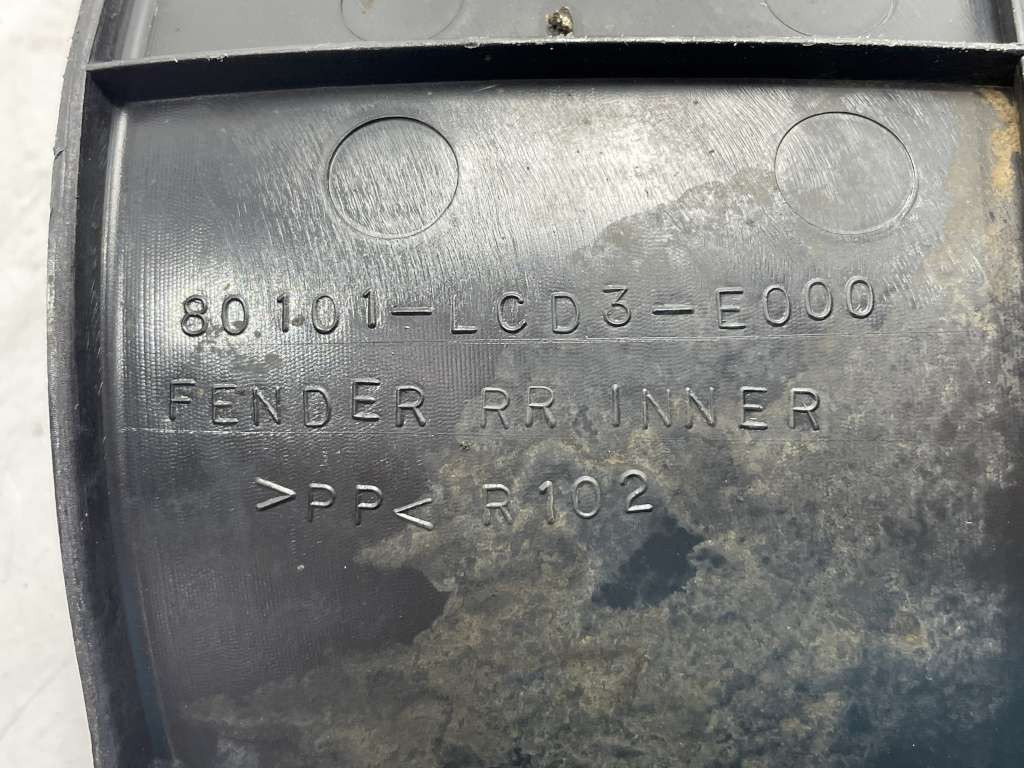 80101-LCD3-E000
FENDER RR INNER
>PP< R102